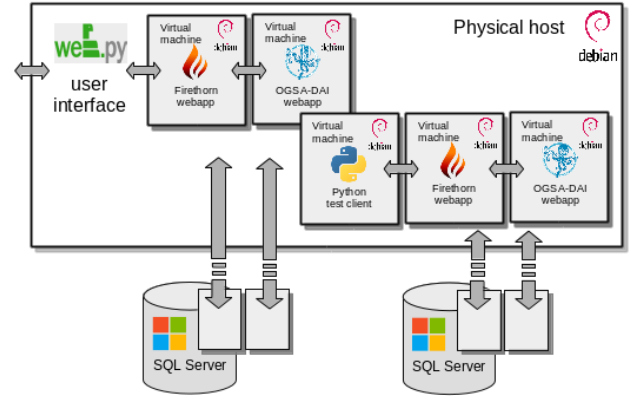 Physical host
debian
we[].py
user
interface
Virtual
machine
debian
Firethorn
webapp
Virtual
machine
debian
OGSA-DAI
webapp
Virtual
machine
debian
Python
test client
Virtual
machine
debian
Firethorn
webapp
Virtual
machine
debian
OGSA-DAI
webapp
SQL Server
SQL Server